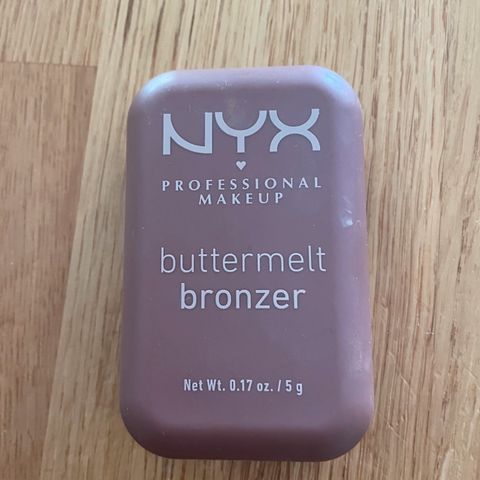 NYX
PROFESSIONAL
MAKEUP
buttermelt
bronzer
Net Wt. 0.17 oz. / 5 g